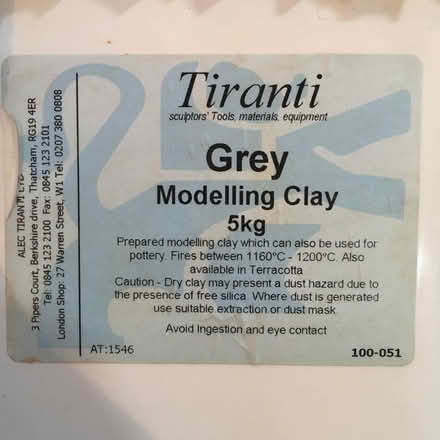 Tiranti
sculptors' Tools, materials, equipment
Grey
Modelling Clay
5kg
Prepared modelling clay which can also be used for
pottery. Fires between 1160°C - 1200°C. Also
available in Terracotta
Caution - Dry clay may present a dust hazard due to
the presence of free silica. Where dust is generated
use suitable extraction or dust mask
Avoid Ingestion and eye contact
AT:1546
100-051
ALEC TIRANTI LTD
3 Pipers Court, Berkshire drive, Thatcham, RG19 4ER
Tel: 0845 123 2100 Fax: 0845 123 2101
London Shop: 27 Warren Street, W1 Tel: 0207 380 0808